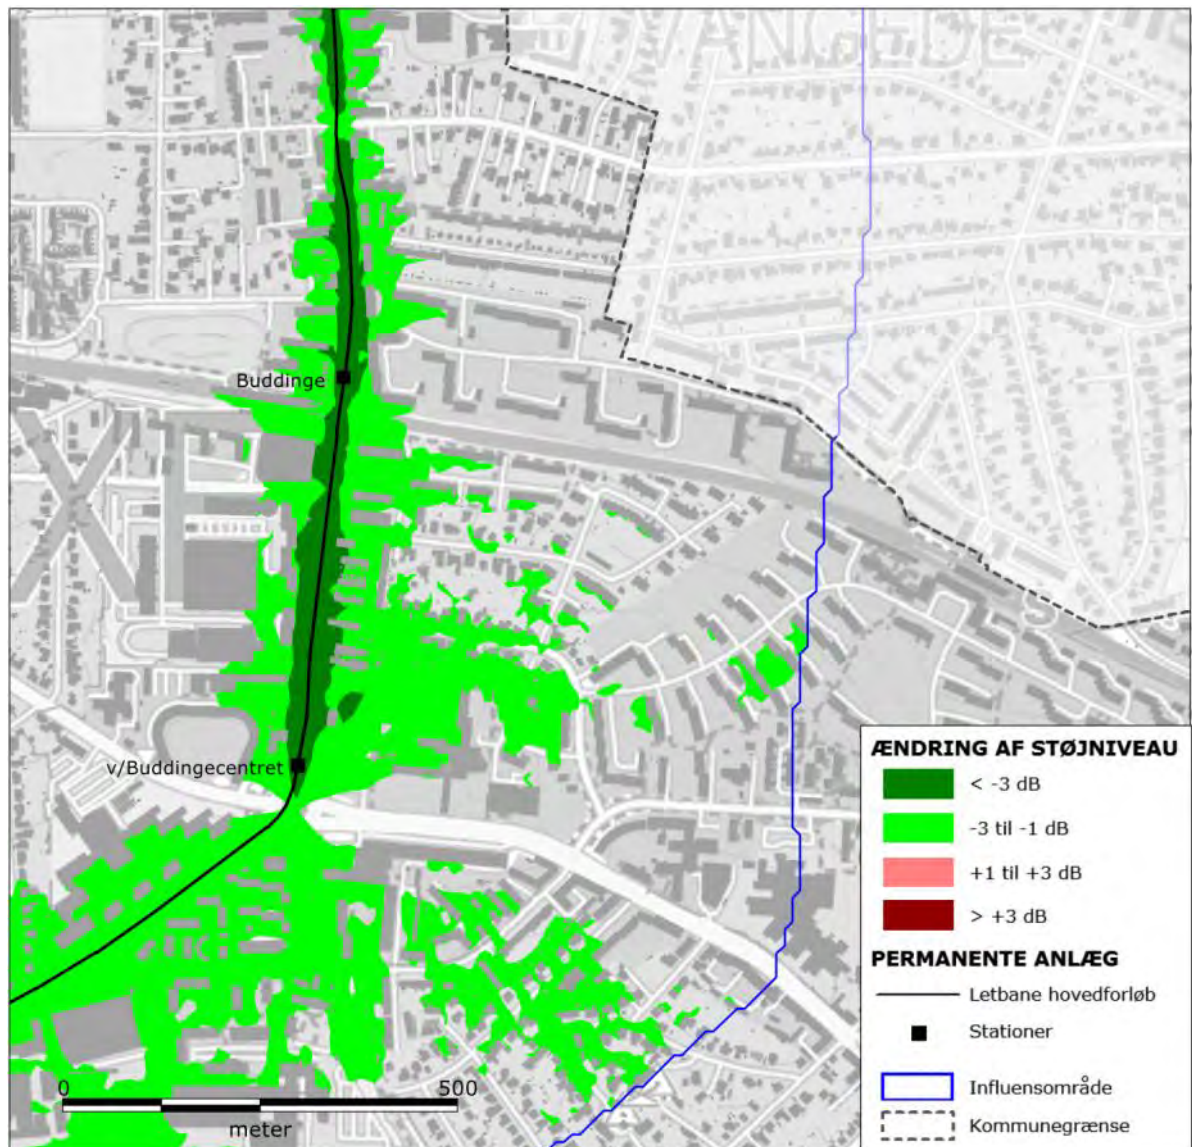 VANGEDE
Buddinge
v/Buddingecentret
0 500
meter
ÆNDRING AF STØJNIVEAU
< -3 dB
-3 til -1 dB
+1 til +3 dB
> +3 dB
PERMANENTE ANLÆG
Letbane hovedforløb
Stationer
Influensområde
Kommunegrænse